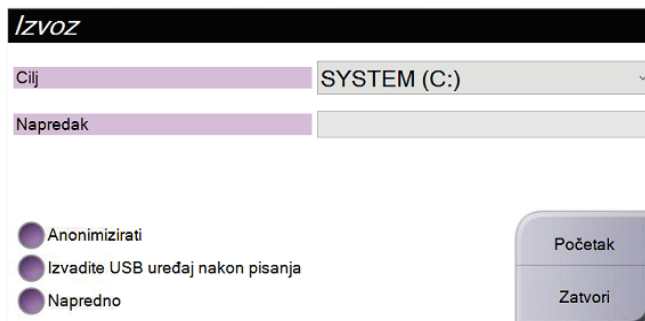 Izvoz
Cilj
SYSTEM (C:)
Napredak
Anonimizirati
Izvadite USB uređaj nakon pisanja
Napredno
Početak
Zatvori